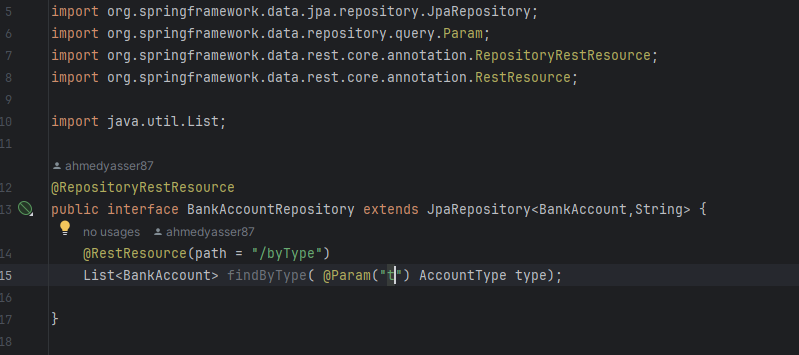 5 import org.springframework.data.jpa.repository.JpaRepository;
6 import org.springframework.data.repository.query.Param;
7 import org.springframework.data.rest.core.annotation.RepositoryRestResource;
8 import org.springframework.data.rest.core.annotation.RestResource;
9
10 import java.util.List;
11
ahmedyasser87
12 @RepositoryRestResource
13 public interface BankAccountRepository extends JpaRepository<BankAccount,String> {
no usages ahmedyasser87
14 @RestResource(path = "/byType")
15 List<BankAccount> findByType( @Param("t") AccountType type);
16
17 }
18